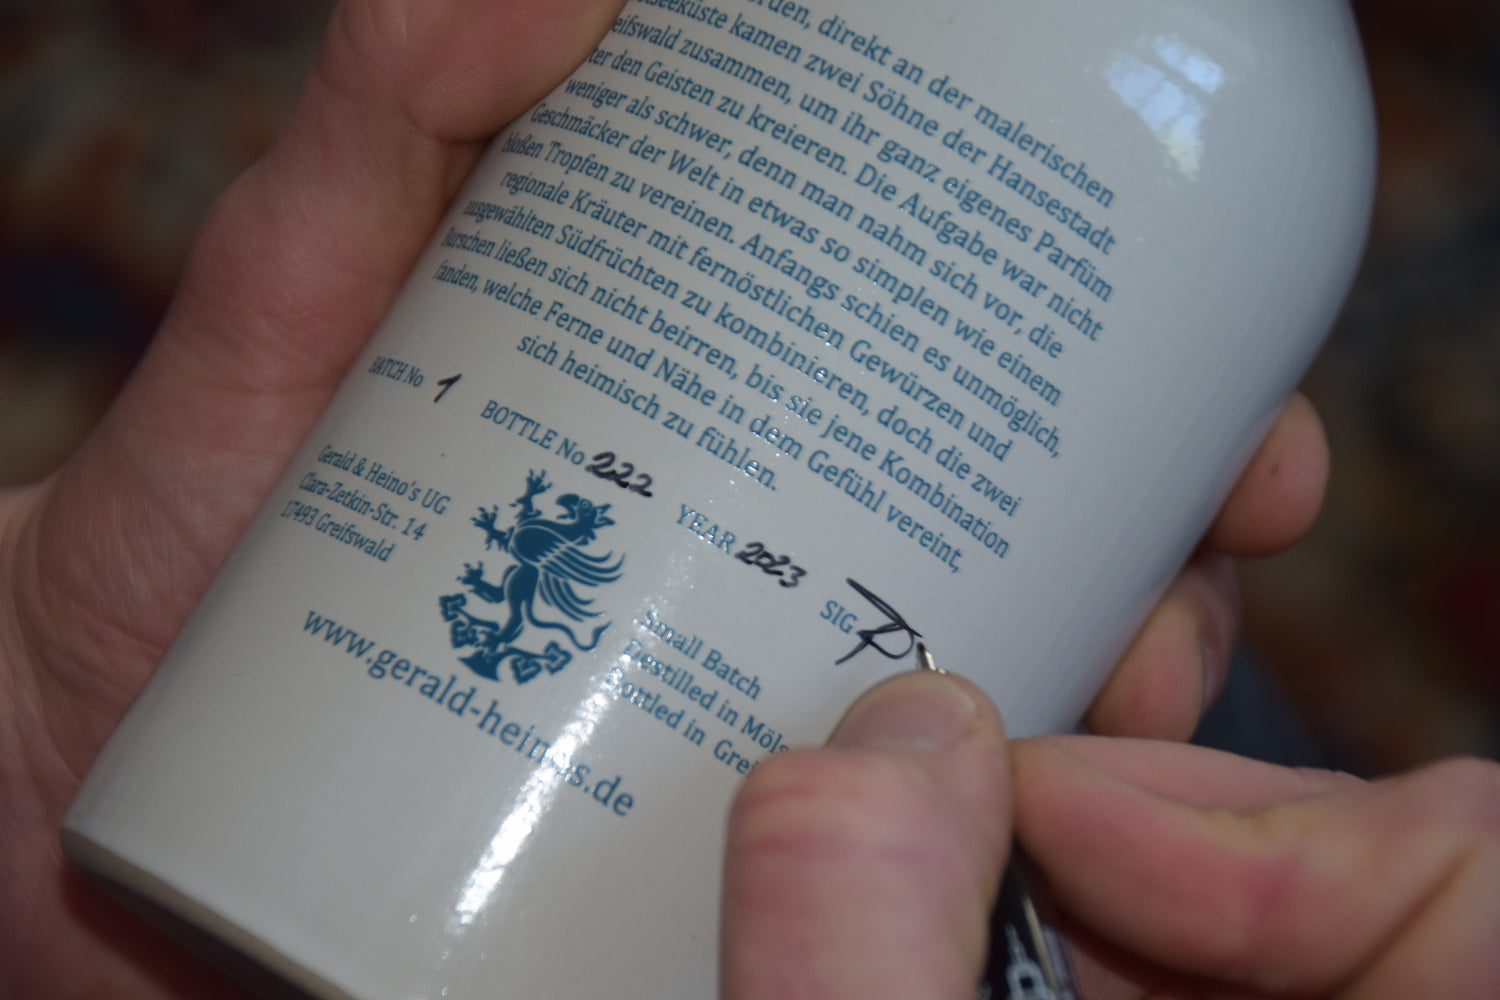 direkt an der malerischen
kamen zwei Söhne der Hansestadt
zusammen, um ihr ganz eigenes Parfüm
den Geisten zu kreieren. Die Aufgabe war nicht
weniger als schwer, denn man nahm sich vor, die
Geschmäcker der Welt in etwas so simplen wie einem
bloßen Tropfen zu vereinen. Anfangs schien es unmöglich,
regionale Kräuter mit fernöstlichen Gewürzen und
ausgewählten Südfrüchten zu kombinieren, doch die zwei
Burschen ließen sich nicht beirren, bis sie jene Kombination
fanden, welche Ferne und Nähe in dem Gefühl vereint,
sich heimisch zu fühlen.
BATCH No 1 BOTTLE No 222 YEAR 2023 SIG
Gerald & Heino's UG
Clara-Zetkin-Str. 14
17493 Greifswald
Small Batch
Destilled in
Bottled in
www.gerald-heinos.de